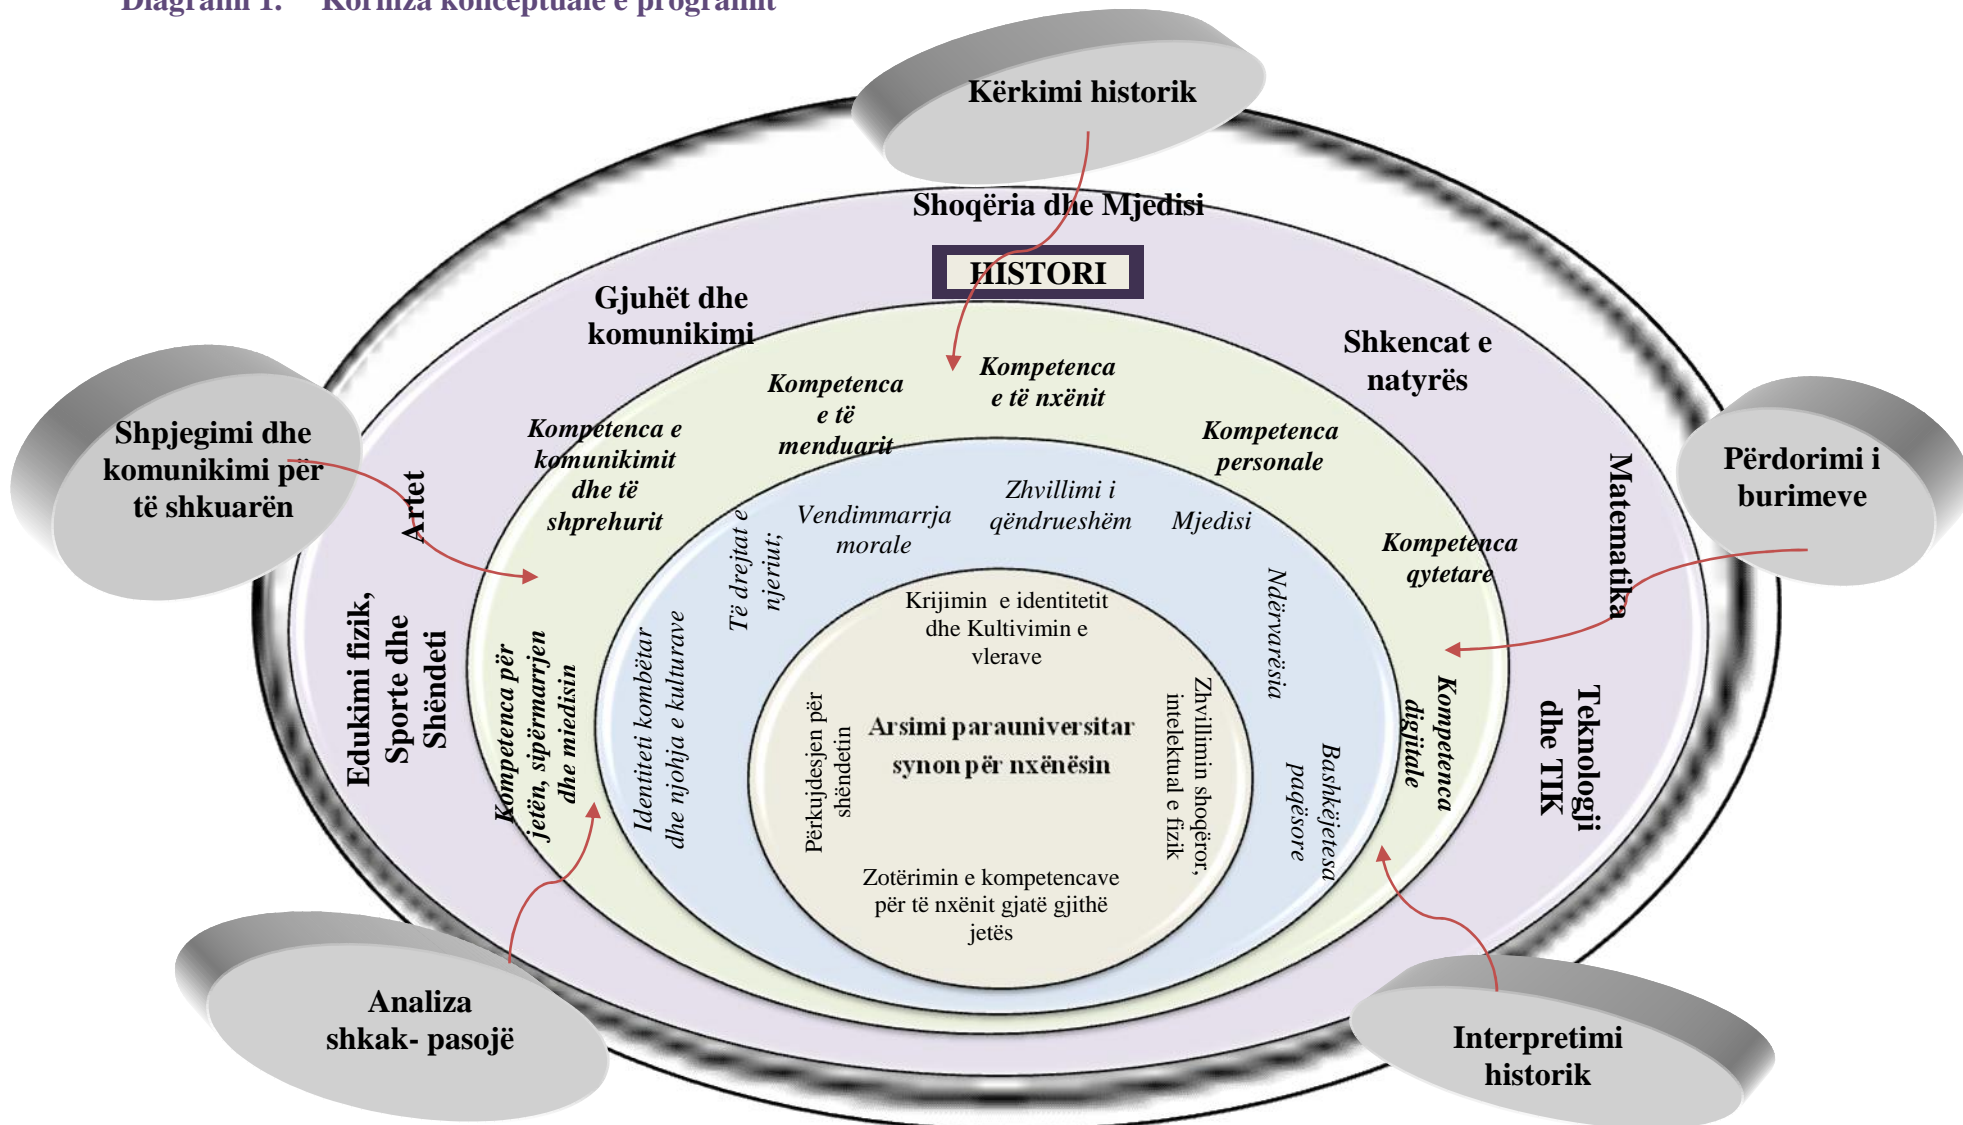 Diagrami 1. Korniza konceptuale e programit
Kërkimi historik
Shoqëria dhe Mjedisi
HISTORI
Gjuhët dhe
komunikimi
Shkencat e
natyrës
Shpjegimi dhe
komunikimi për
të shkuarën
Përdorimi i
burimeve
Artet
Matematika
Edukimi fizik,
Sporte dhe
Shëndeti
Teknologji
dhe TIK
Kompetenca e
komunikimit
dhe të
shprehurit
Kompetenca
e të
menduarit
Kompetenca
e të nxënit
Kompetenca
personale
Kompetenca
qytetare
Kompetenca
digjitale
Kompetenca për
jetën, sipërmarrjen
dhe miedisin
Të drejtat e
njeriut;
Vendimmarrja
morale
Zhvillimi i
qëndrueshëm
Mjedisi
Ndërvarësia
Bashkëjetesa
paqësore
Identiteti kombëtar
dhe njohja e kulturave
Krijimin e identitetit
dhe Kultivimin e
vlerave
Përkujdesjen për
shëndetin
Arsimi parauniversitar
synon për nxënësin
Zhvillimin shoqëror,
intelektual e fizik
Zotërimin e kompetencave
për të nxënit gjatë gjithë
jetës
Analiza
shkak- pasojë
Interpretimi
historik